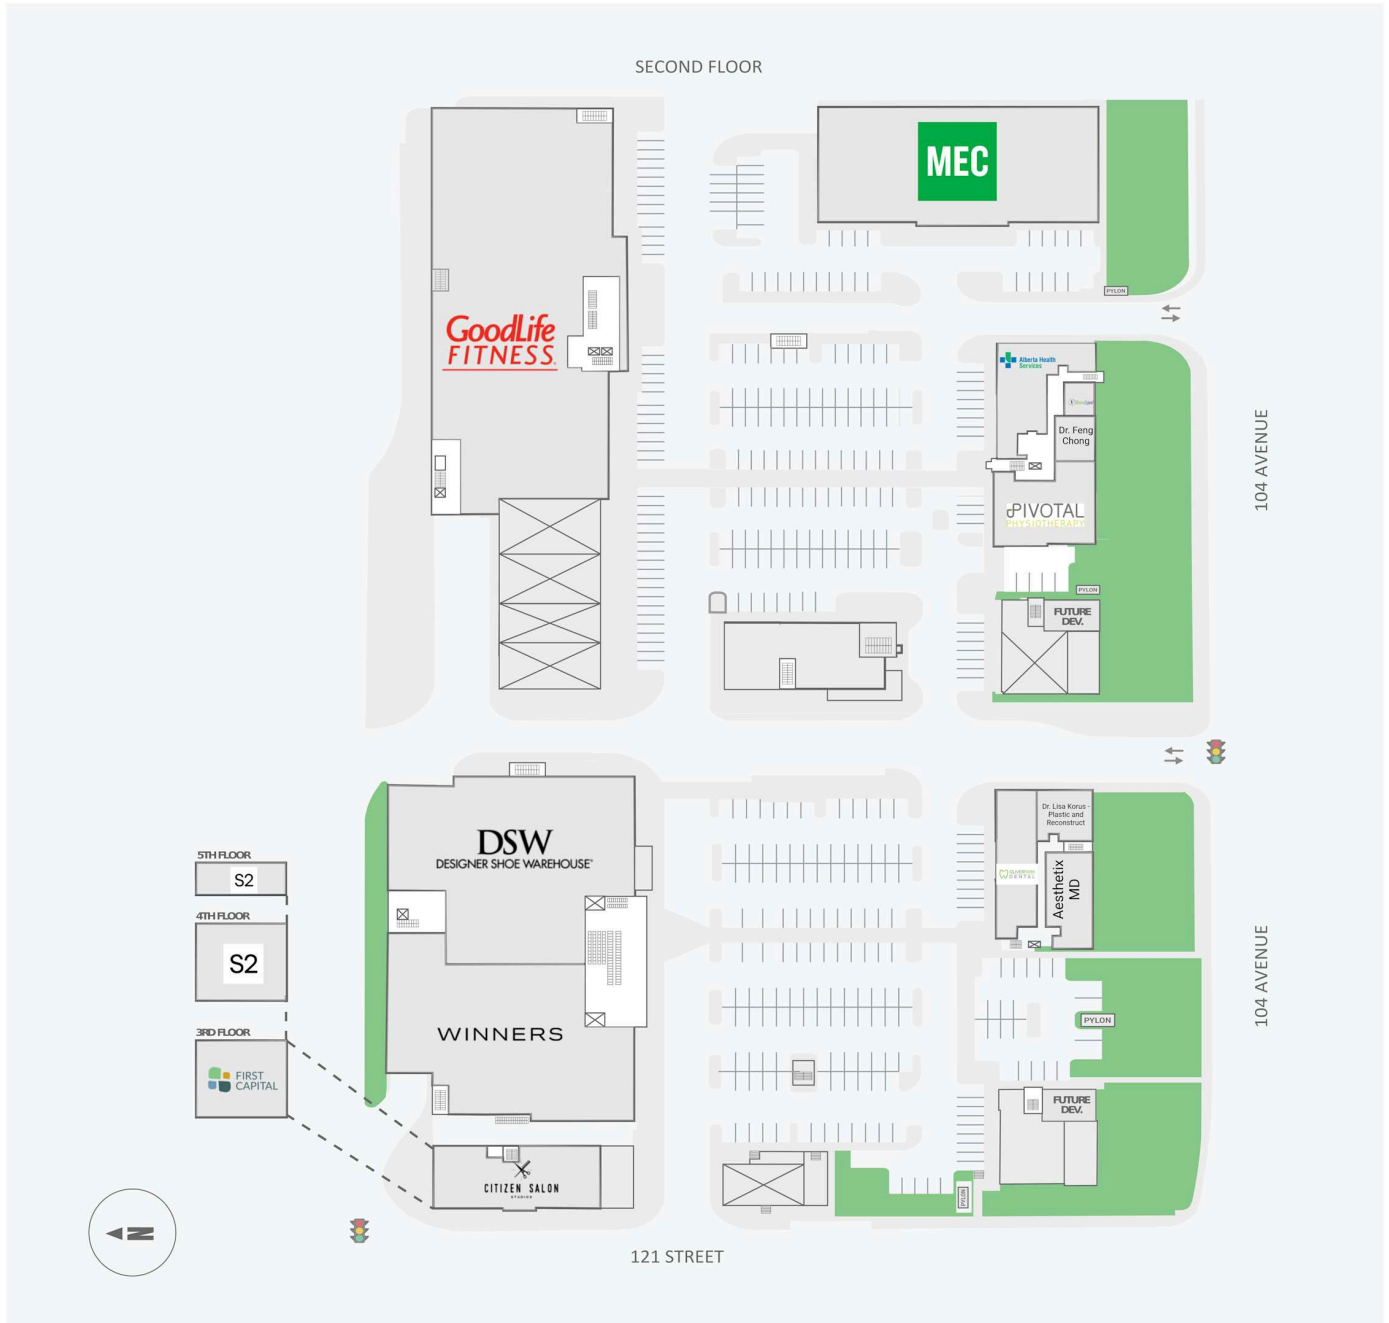 SECOND FLOOR
MEC
PYLON
GoodLife
FITNESS.
Alberta Health
Services
Dr. Feng
Chong
104 AVENUE
PIVOTAL
PHYSIOTHERAPY
PYLON
FUTURE
DEV.
DSW
DESIGNER SHOE WAREHOUSE
Dr. Lisa Korus -
Plastic and
Reconstruct
DENTAL
Aesthetix
MD
5TH FLOOR
S2
4TH FLOOR
S2
104 AVENUE
WINNERS
PYLON
3RD FLOOR
FIRST
CAPITAL
FUTURE
DEV.
CITIZEN SALON
STUDIOS
PYLON
N
121 STREET